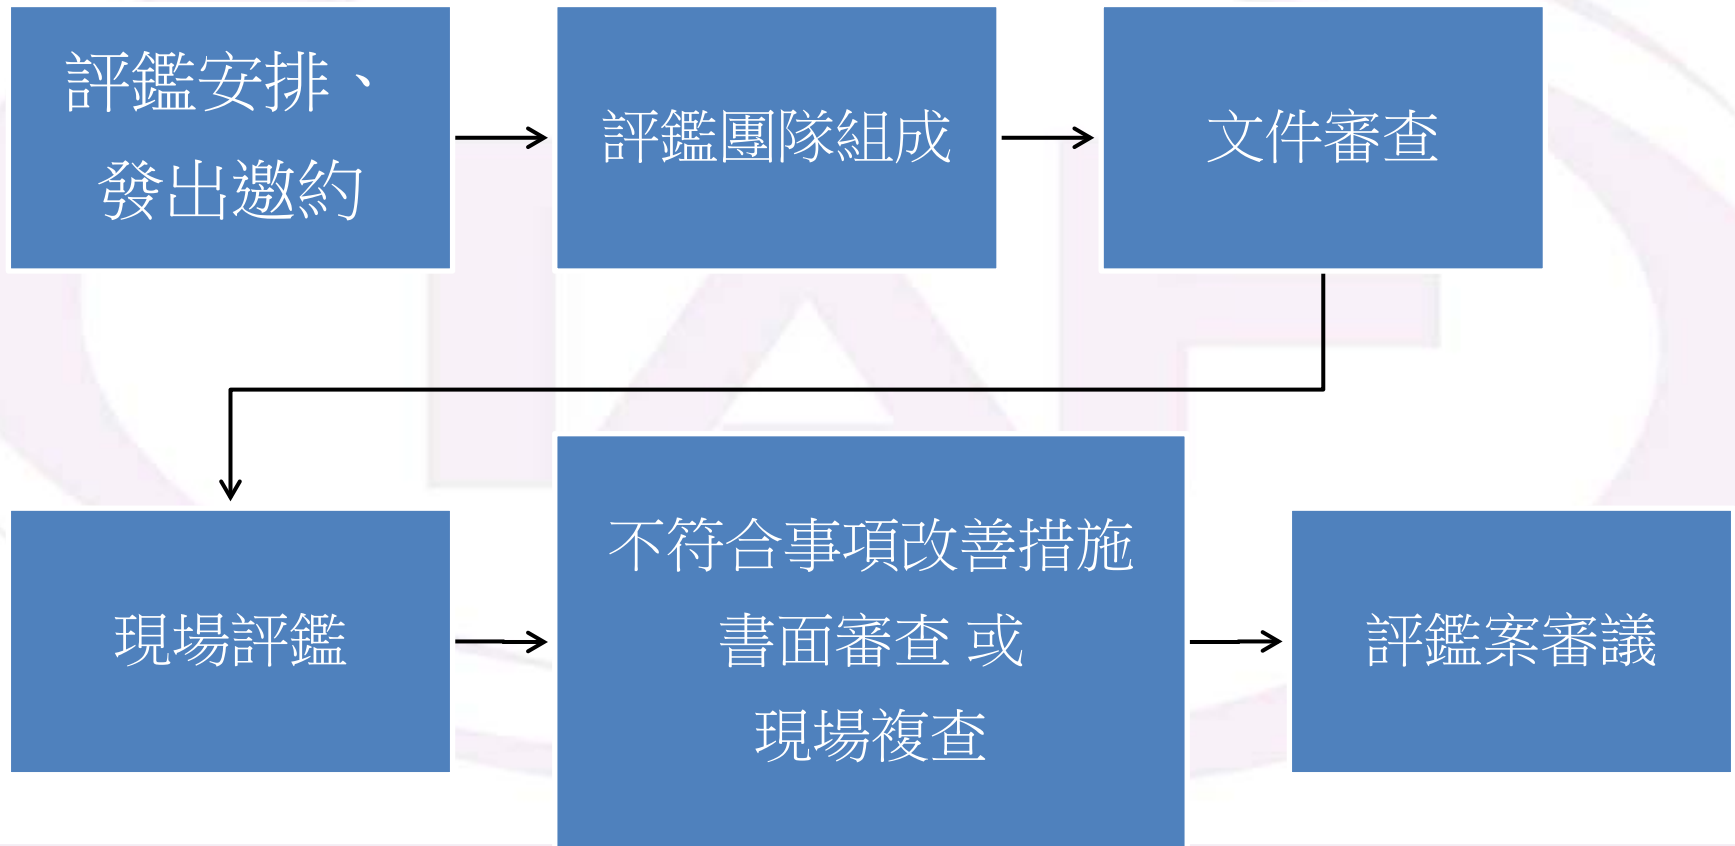 評鑑安排、
發出邀約
評鑑團隊組成
文件審查
現場評鑑
不符合事項改善措施
書面審查 或
現場複查
評鑑案審議
IAF